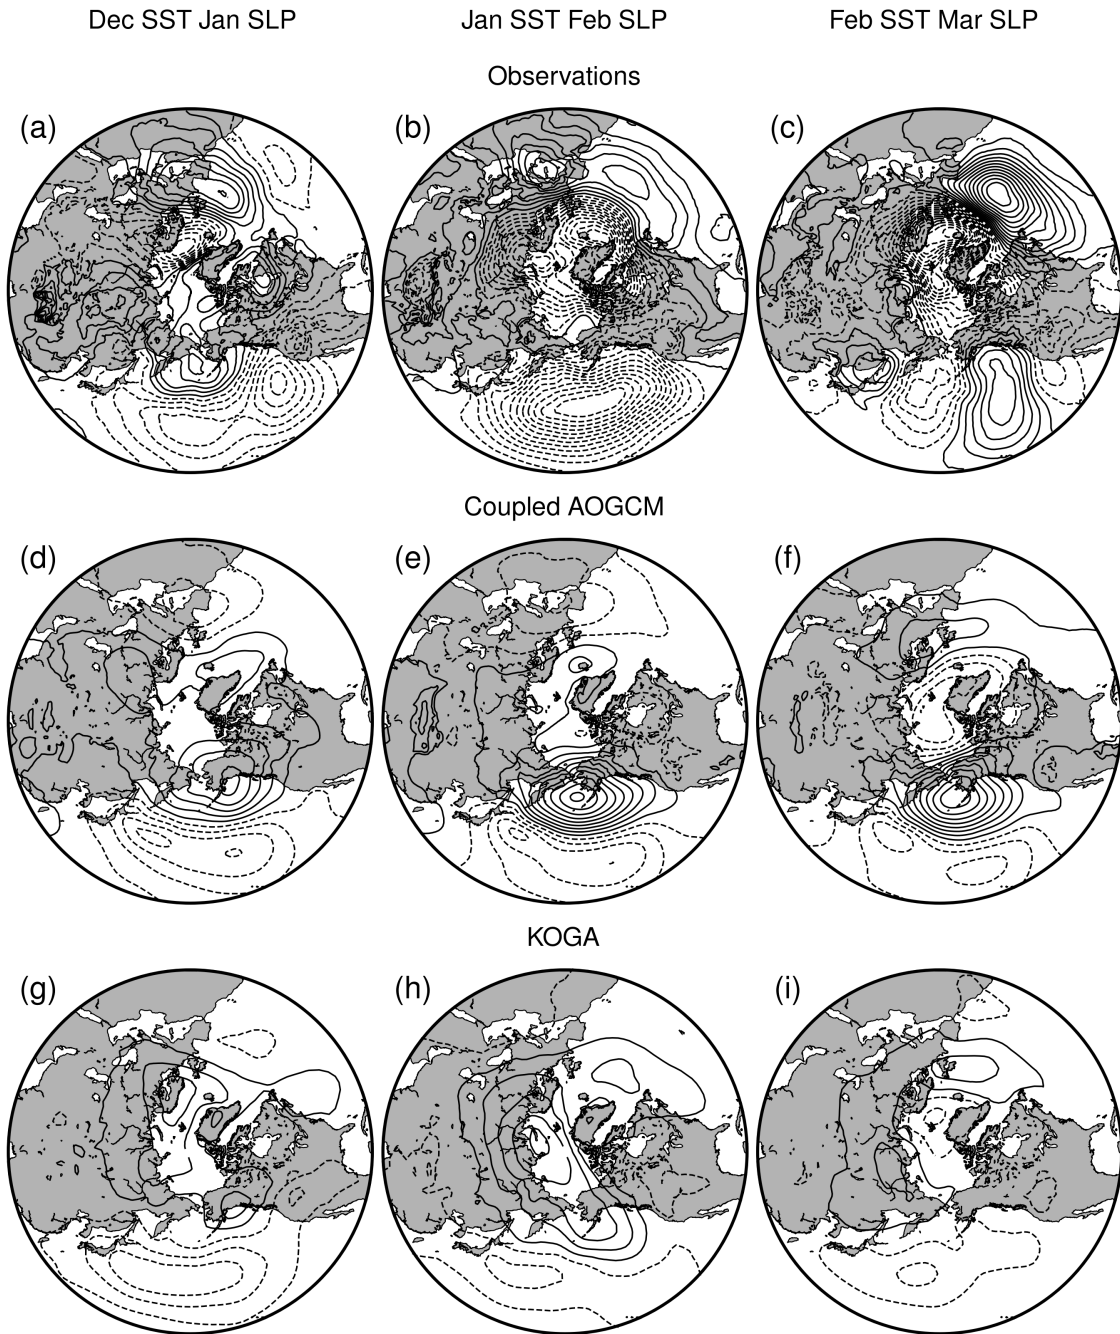 Dec SST Jan SLP
Jan SST Feb SLP
Feb SST Mar SLP
Observations
(a)
(b)
(c)
Coupled AOGCM
(d)
(e)
(f)
KOGA
(g)
(h)
(i)